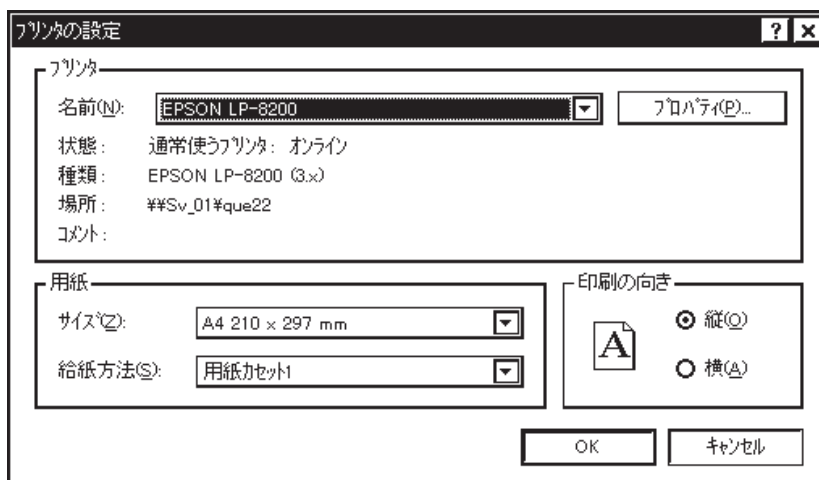 プリンタの設定
プリンタ
名前(N):
EPSON LP-8200
プロパティ(P)...
状態:
通常使うプリンタ: オンライン
種類:
EPSON LP-8200 (3.x)
場所:
¥¥Sv_01¥que22
コメント:
用紙
サイズ(Z):
A4 210 × 297 mm
給紙方法(S):
用紙カセット1
印刷の向き
A
縦(O)
横(A)
OK
キャンセル